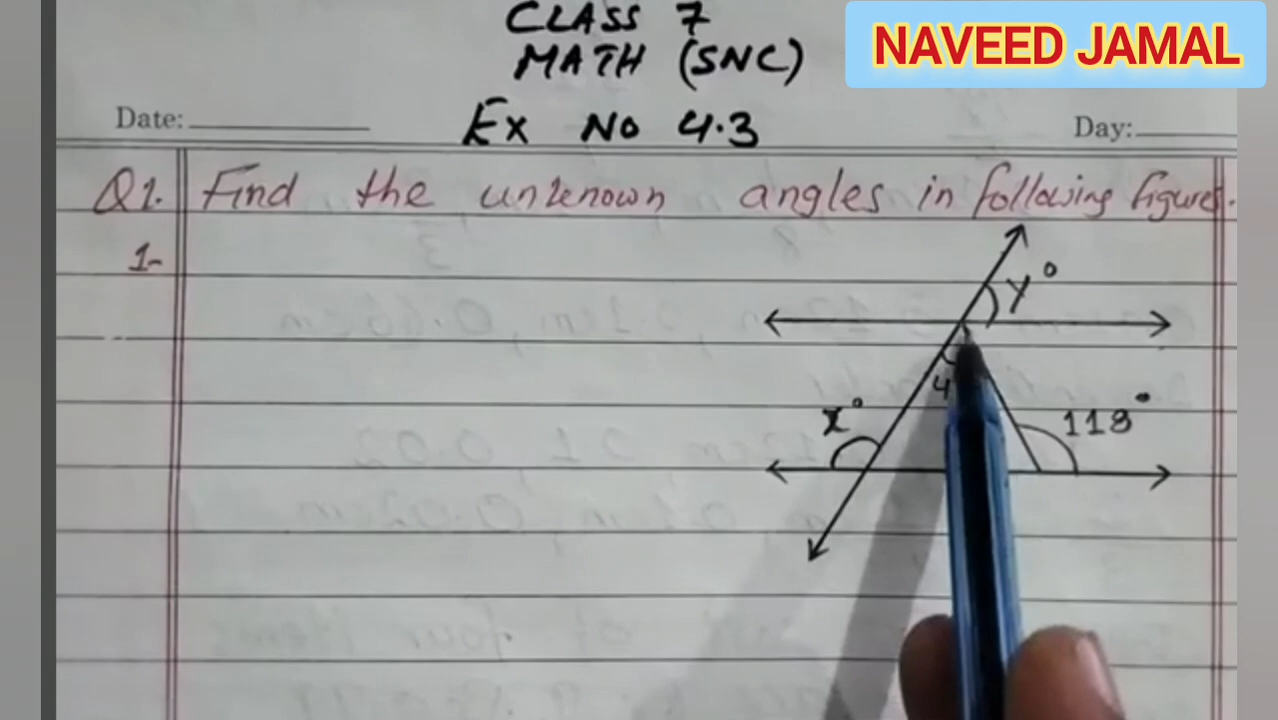 CLASS 7
NAVEED JAMAL
MATH (SNC)
Date:
Ex No 4.3
Day:
Q1. Find the unknown angles in following figures.
1-
y°
4
x°
118°